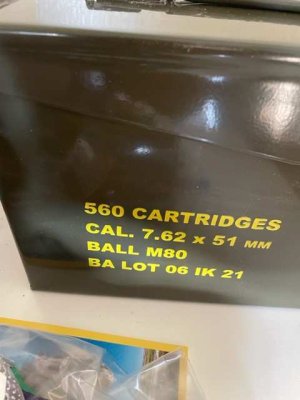 560 CARTRIDGES
CAL. 7.62 x 51 MM
BALL M80
BA LOT 06 IK 21